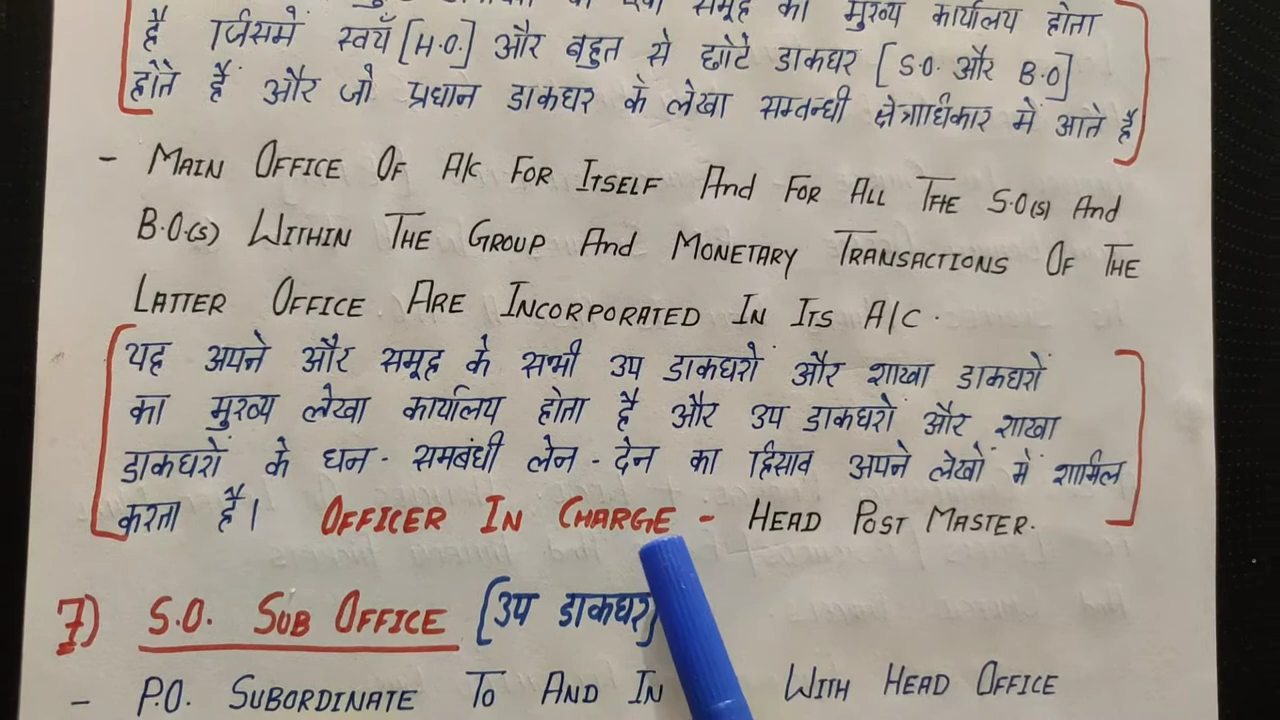 समूह का मुख्य कार्यालय होता
है जिसमें स्वयँ [H.O.] और बहुत से छोटे डाकघर [S.O. और B.O]
होते हैं और जो प्रधान डाकघर के लेखा सम्वन्धी क्षेत्राधिकार में आते है
- MAIN OFFICE OF A/C FOR ITSELF And FOR ALL THE S.O(S) And
B.O.(S) WITHIN THE GROUP And MONETARY TRANSACTIONS OF THE
LATTER OFFICE ARE INCORPORATED IN ITS A/C.
यह अपने और समूह के सभी उप डाकघरों और शाखा डाकघरों
का मुख्य लेखा कार्यालय होता है और उप डाकघरों और शाखा
डाकघरों के धन - समबंधी लेन - देन का हिसाव अपने लेखों में शामिल
करता है। OFFICER IN CHARGE - HEAD POST MASTER.
7) S.O. SUB OFFICE (उप डाकघर)
- P.O. SUBORDINATE TO AND IN WITH HEAD OFFICE